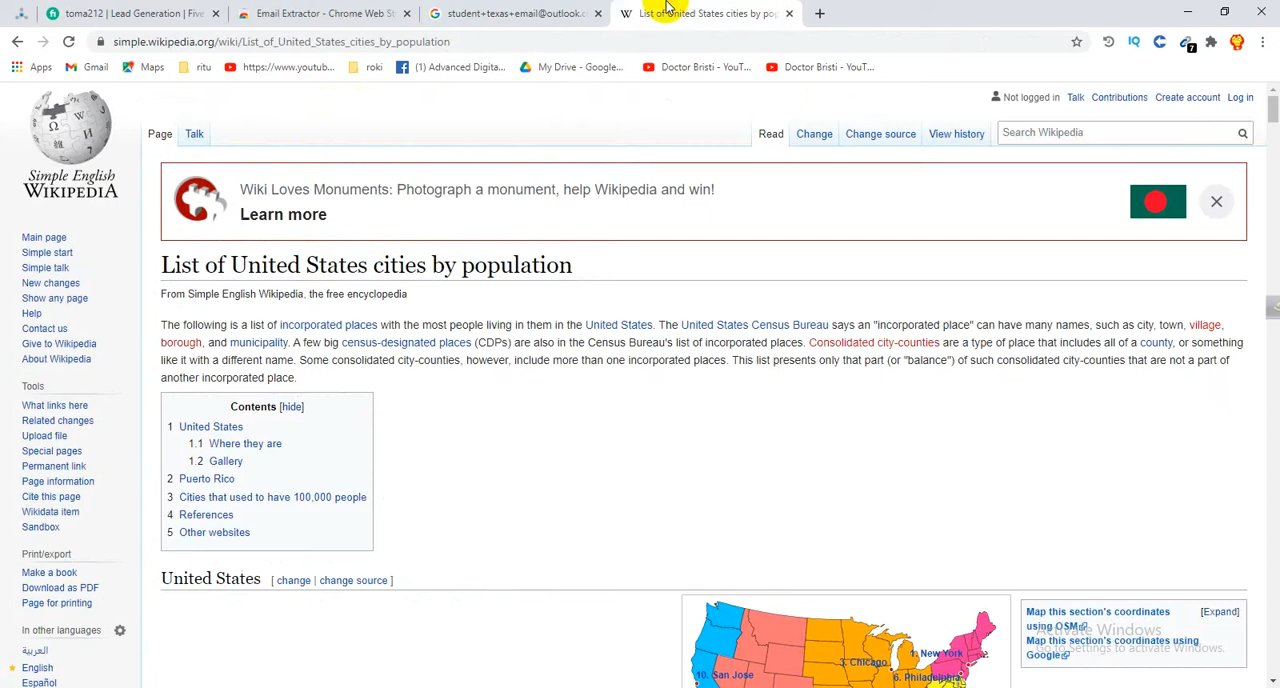 toma212 | Lead Generation | Five
Email Extractor - Chrome Web St
student+texas+email@outlook.c
List of United States cities by pop
simple.wikipedia.org/wiki/List_of_United_States_cities_by_population
7
Apps
Gmail
Maps
ritu
https://www.youtub...
roki
(1) Advanced Digita...
My Drive - Google...
Doctor Bristi - YouT...
Doctor Bristi - YouT...
Not logged in Talk Contributions Create account Log in
Page Talk
Read Change Change source View history
Search Wikipedia
Simple English
WIKIPEDIA
Wiki Loves Monuments: Photograph a monument, help Wikipedia and win!
Learn more
List of United States cities by population
From Simple English Wikipedia, the free encyclopedia
The following is a list of incorporated places with the most people living in them in the United States. The United States Census Bureau says an "incorporated place" can have many names, such as city, town, village,
borough, and municipality. A few big census-designated places (CDPs) are also in the Census Bureau's list of incorporated places. Consolidated city-counties are a type of place that includes all of a county, or something
like it with a different name. Some consolidated city-counties, however, include more than one incorporated places. This list presents only that part (or "balance") of such consolidated city-counties that are not a part of
another incorporated place.
Contents [hide]
1 United States
1.1 Where they are
1.2 Gallery
2 Puerto Rico
3 Cities that used to have 100,000 people
4 References
5 Other websites
United States [ change | change source ]
Main page
Simple start
Simple talk
New changes
Show any page
Help
Contact us
Give to Wikipedia
About Wikipedia
Tools
What links here
Related changes
Upload file
Special pages
Permanent link
Page information
Cite this page
Wikidata item
Sandbox
Print/export
Make a book
Download as PDF
Page for printing
In other languages
العربية
English
Español
1. New York
3. Chicago
10. San Jose
6. Philadelphia
Map this section's coordinates
using OSM
[Expand]
Map this section's coordinates using
Google
Activate Windows
Go to Settings to activate Windows.